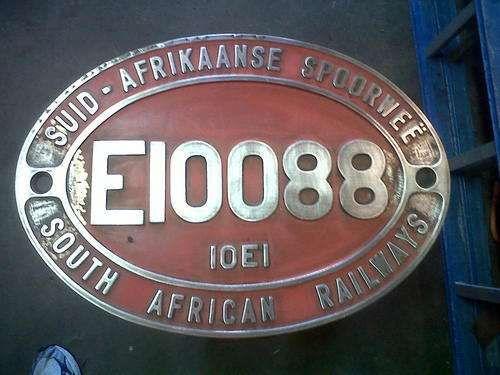 SUID-AFRIKAANSE SPOORWEË
E10088
10E1
SOUTH AFRICAN RAILWAYS